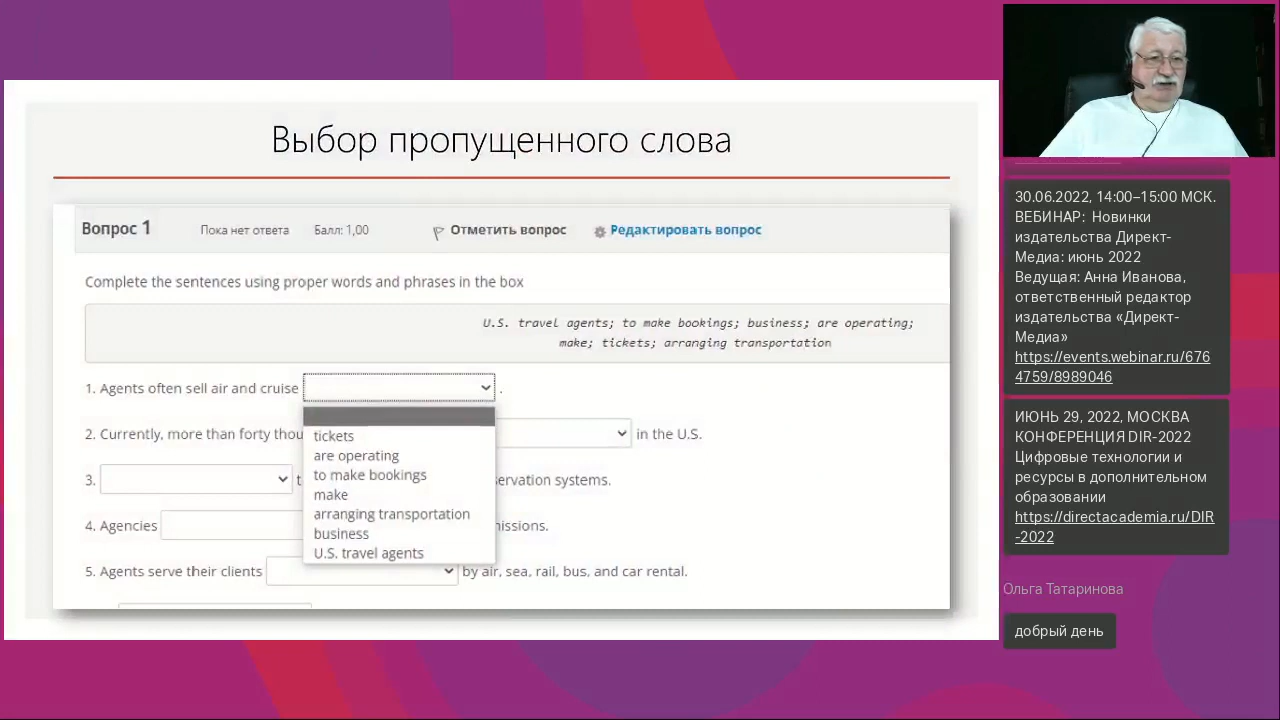 Выбор пропущенного слова
Вопрос 1
Пока нет ответа
Балл: 1,00
Отметить вопрос
Редактировать вопрос
Complete the sentences using proper words and phrases in the box
U.S. travel agents; to make bookings; business; are operating;
make; tickets; arranging transportation
1. Agents often sell air and cruise .
tickets
are operating
to make bookings
make
arranging transportation
business
U.S. travel agents
2. Currently, more than forty thou in the U.S.
3. t ervation systems.
4. Agencies nissions.
5. Agents serve their clients by air, sea, rail, bus, and car rental.
30.06.2022, 14:00–15:00 МСК.
ВЕБИНАР: Новинки
издательства Директ-
Медиа: июнь 2022
Ведущая: Анна Иванова,
ответственный редактор
издательства «Директ-
Медиа»
https://events.webinar.ru/676
4759/8989046
ИЮНЬ 29, 2022, МОСКВА
КОНФЕРЕНЦИЯ DIR-2022
Цифровые технологии и
ресурсы в дополнительном
образовании
https://directacademia.ru/DIR
-2022
Ольга Татаринова
добрый день